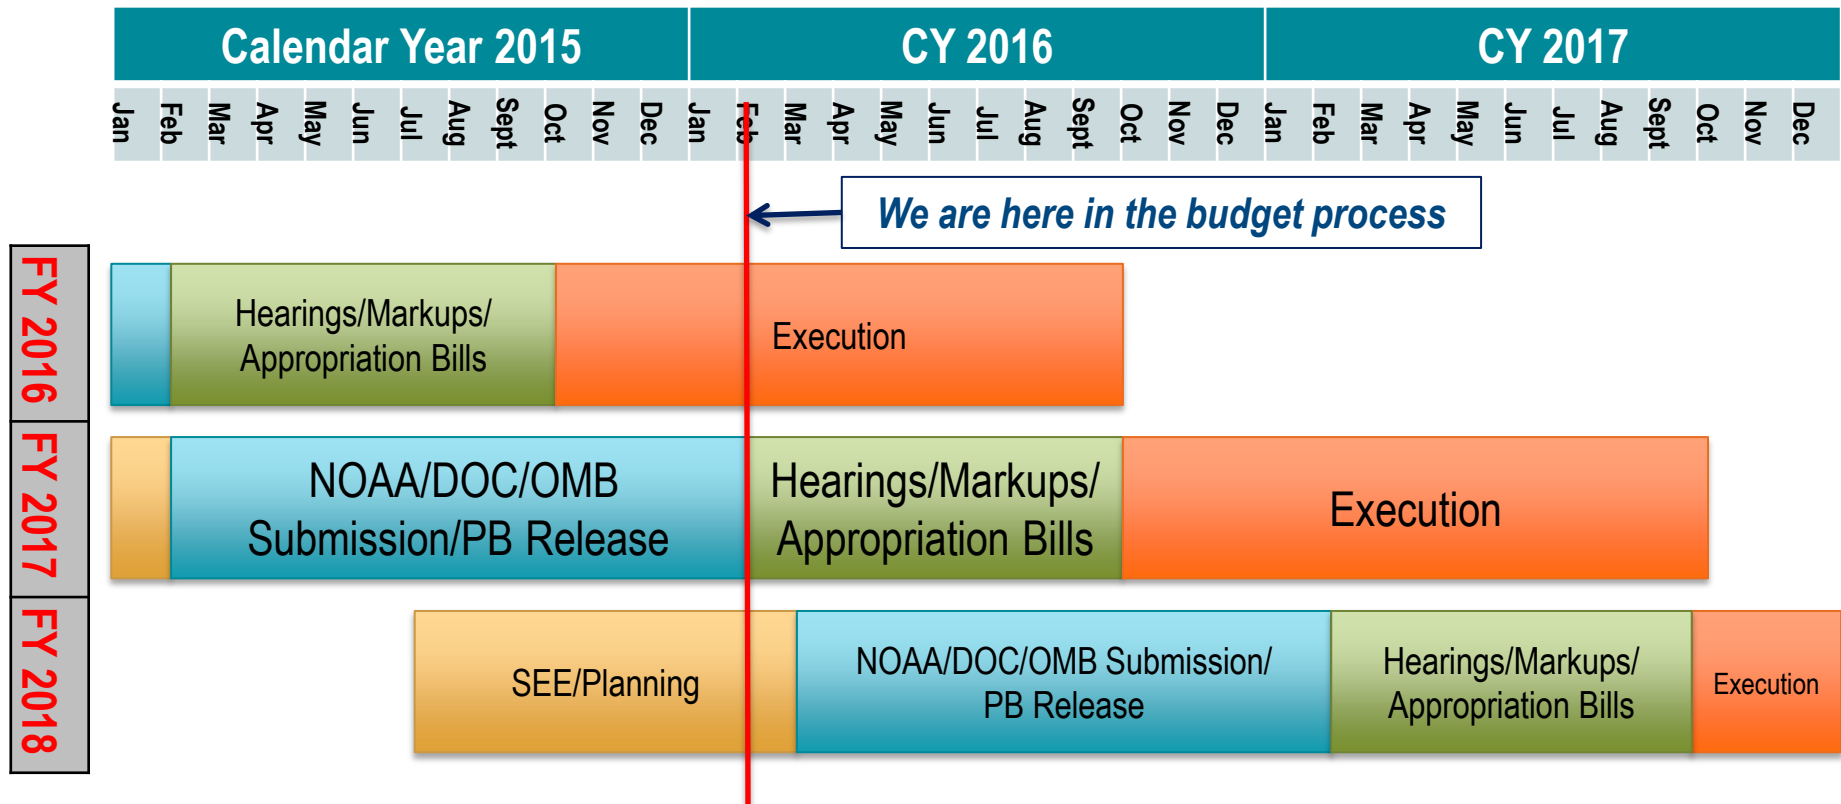 Calendar Year 2015 CY 2016 CY 2017
Jan Feb Mar Apr May Jun Jul Aug Sept Oct Nov Dec Jan Feb Mar Apr May Jun Jul Aug Sept Oct Nov Dec Jan Feb Mar Apr May Jun Jul Aug Sept Oct Nov Dec
We are here in the budget process
FY 2016
Hearings/Markups/
Appropriation Bills
Execution
FY 2017
NOAA/DOC/OMB
Submission/PB Release
Hearings/Markups/
Appropriation Bills
Execution
FY 2018
SEE/Planning
NOAA/DOC/OMB Submission/
PB Release
Hearings/Markups/
Appropriation Bills
Execution